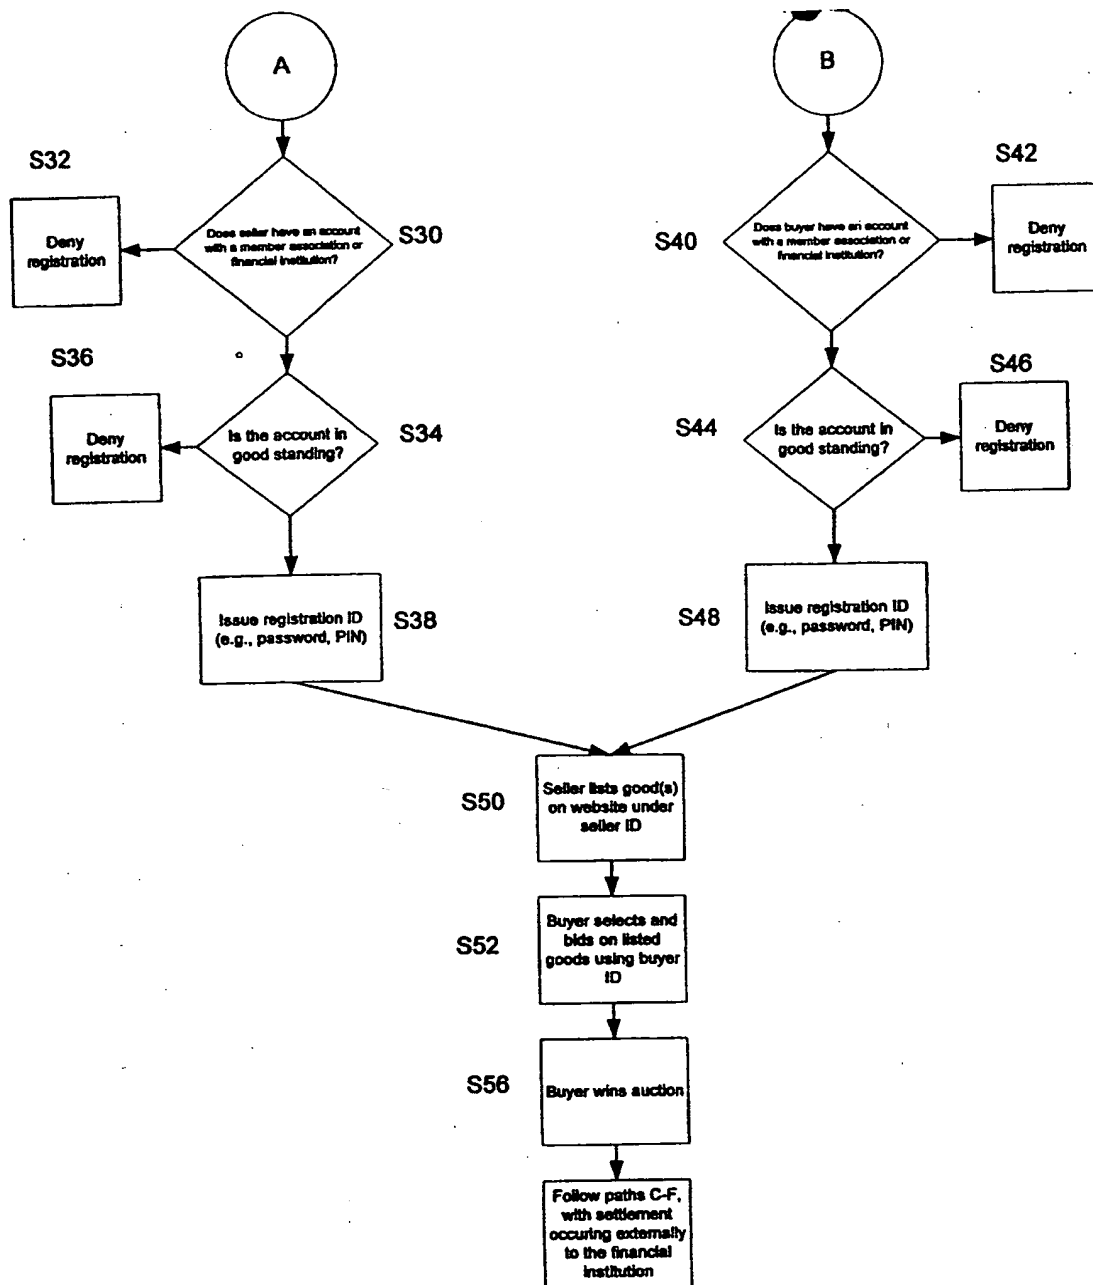 A
B
S32
S42
Deny
registration
Does seller have an account
with a member association or
financial institution?
S30
S40
Does buyer have an account
with a member association or
financial institution?
Deny
registration
S36
S46
Deny
registration
Is the account in
good standing?
S34
S44
Is the account in
good standing?
Deny
registration
Issue registration ID
(e.g., password, PIN)
S38
S48
Issue registration ID
(e.g., password, PIN)
S50
Seller lists good(s)
on website under
seller ID
S52
Buyer selects and
bids on listed
goods using buyer
ID
S56
Buyer wins auction
Follow paths C-F,
with settlement
occuring externally
to the financial
institution